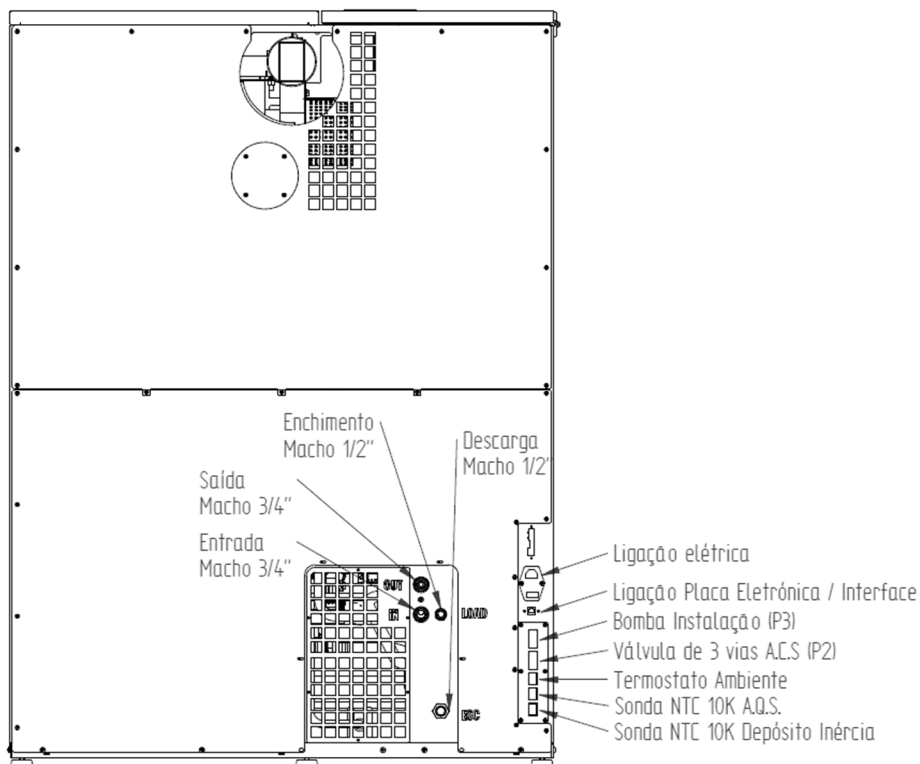 Enchimento
Macho 1/2"
Descarga
Macho 1/2"
Saída
Macho 3/4"
Entrada
Macho 3/4"
OUT
IN
LOAD
ESC
Ligação elétrica
Ligação Placa Eletrónica / Interface
Bomba Instalação (P3)
Válvula de 3 vias A.C.S (P2)
Termostato Ambiente
Sonda NTC 10K A.Q.S.
Sonda NTC 10K Depósito Inércia